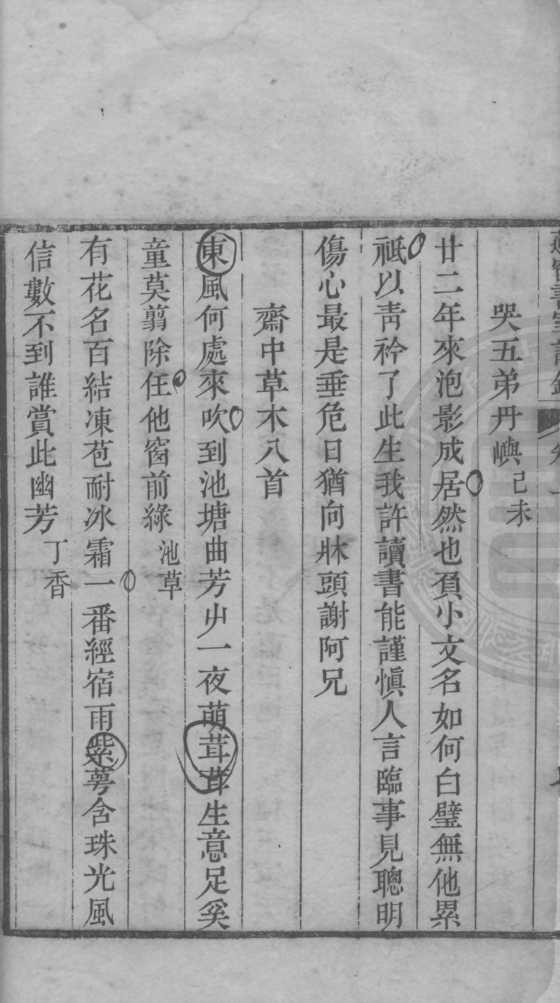 哭五弟丹嶼己未
廿二年來泡影成居然也負小文名如何白璧無他累
祗以靑衿了此生我許讀書能謹愼人言臨事見聰明
傷心最是垂危日猶向牀頭謝阿兄
齋中草木八首
東風何處來吹到池塘曲芳艸一夜萌茸茸生意足奚
童莫翦除任他窗前綠池草
有花名百結凍苞耐冰霜一番經宿雨紫萼含珠光風
信數不到誰賞此幽芳丁香